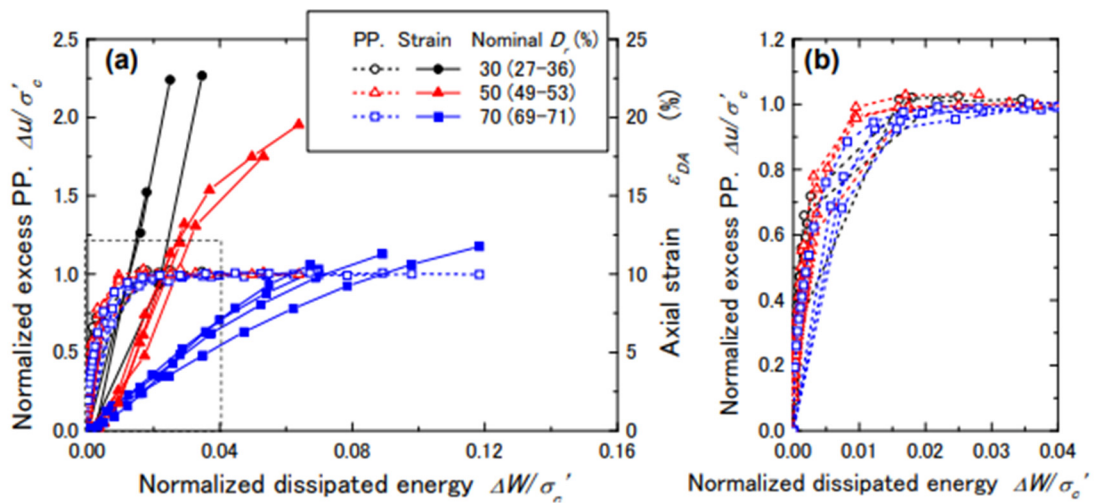 (a)
PP. Strain Nominal Dr(%)
30 (27-36)
50 (49-53)
70 (69-71)
Normalized excess PP. Δu/σ'c
2.5
2.0
1.5
1.0
0.5
0.0
25
20
15
10
5
0
Axial strain εDA (%)
0.00 0.04 0.08 0.12 0.16
Normalized dissipated energy ΔW/σc'
(b)
Normalized excess PP. Δu/σ'c
1.2
1.0
0.8
0.6
0.4
0.2
0.0
0.00 0.01 0.02 0.03 0.04
Normalized dissipated energy ΔW/σc'